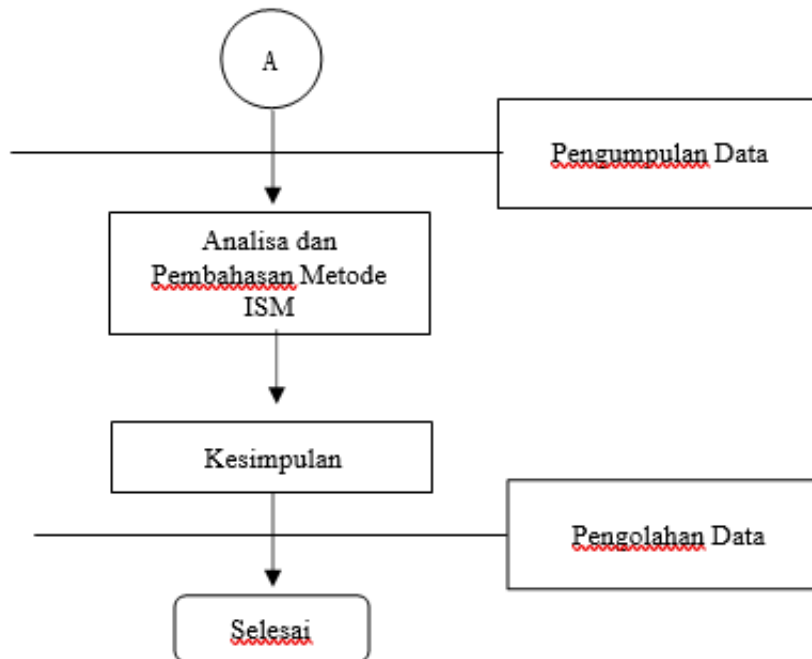 A
Pengumpulan Data
Analisa dan
Pembahasan Metode
ISM
Kesimpulan
Pengolahan Data
Selesai